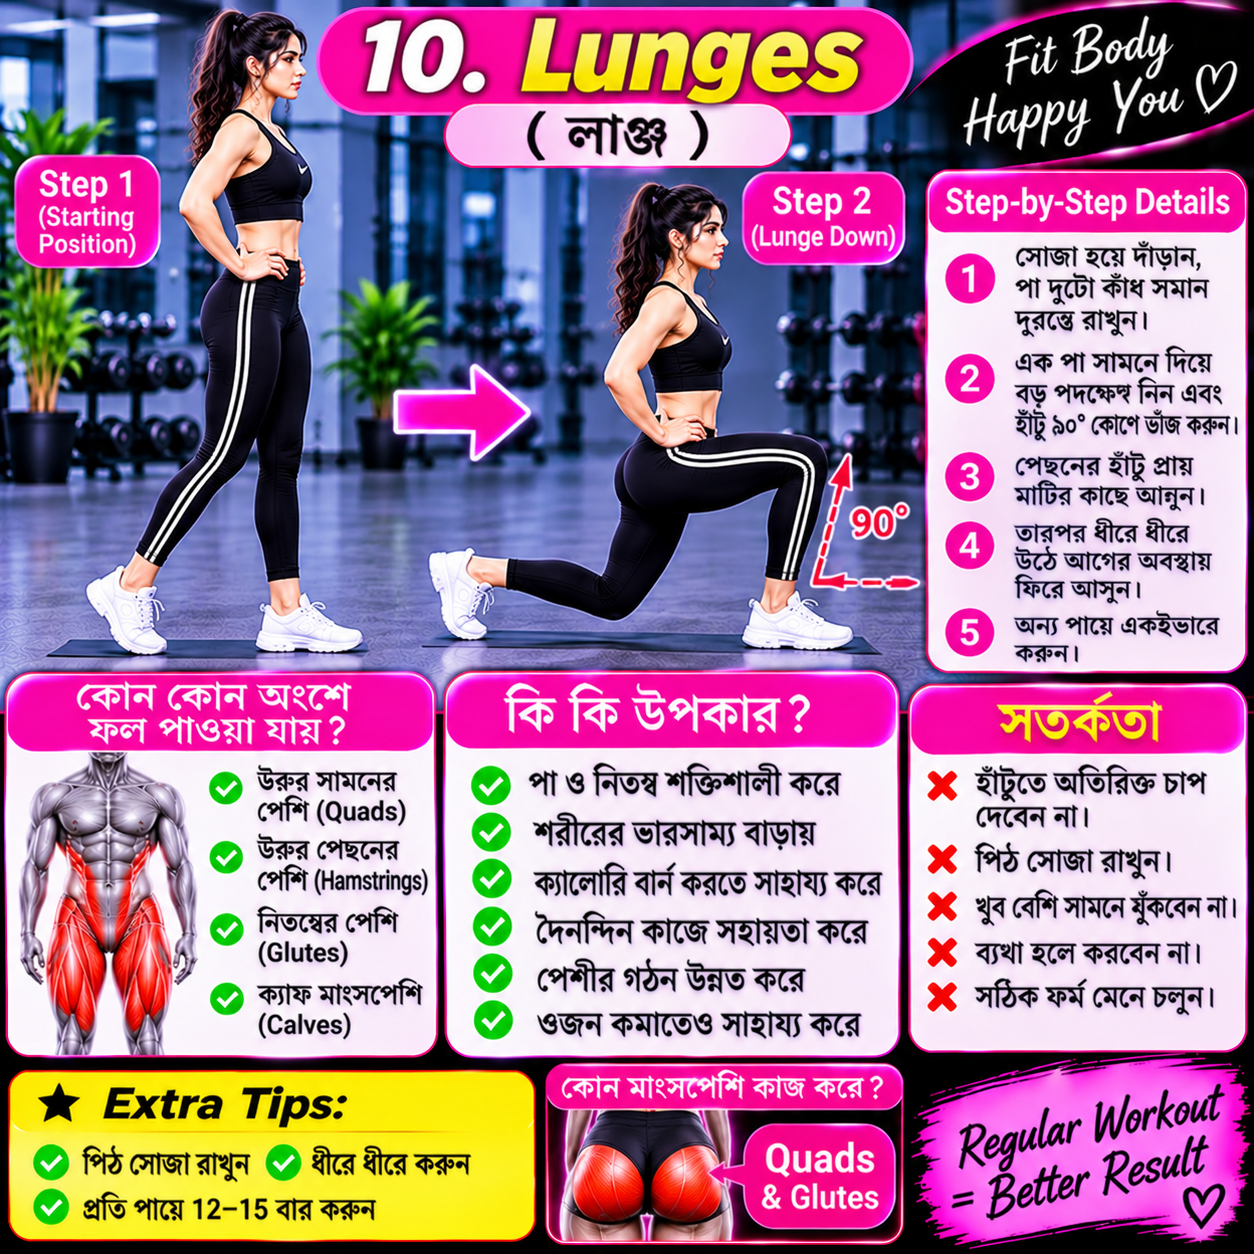 10. Lunges
( লাঞ্জ )
Fit Body
Happy You
Step 1
(Starting
Position)
Step 2
(Lunge Down)
90°
Step-by-Step Details
1
সোজা হয়ে দাঁড়ান,
পা দুটো কাঁধ সমান
দুরন্তে রাখুন।
2
এক পা সামনে দিয়ে
বড় নিন এবং
হাঁটু ৯০° কোণে ভাঁজ করুন।
3
পেছনের হাঁটু প্রায়
মাটির কাছে আনুন।
4
তারপর ধীরে ধীরে
উঠে আগের অবস্থায়
ফিরে আসুন।
5
অন্য পায়ে একইভারে
করুন।
কোন কোন অংশে
ফল পাওয়া যায়?
উরুর সামনের
পেশি (Quads)
উরুর পেছনের
পেশি (Hamstrings)
নিতম্বের পেশি
(Glutes)
ক্যাফ মাংসপেশি
(Calves)
কি কি উপকার?
পা ও নিতম্ব শক্তিশালী করে
শরীরের ভারসাম্য বাড়ায়
ক্যালোরি বার্ন করতে সাহায্য করে
দৈনন্দিন কাজে সহায়তা করে
পেশীর গঠন উন্নত করে
ওজন কমাতেও সাহায্য করে
সতর্কতা
হাঁটুতে অতিরিক্ত চাপ
দেবেন না।
পিঠ সোজা রাখুন।
খুব বেশি সামনে ঝুঁকবেন না।
ব্যথা হলে করবেন না।
সঠিক ফর্ম মেনে চলুন।
Extra Tips:
পিঠ সোজা রাখুন ধীরে ধীরে করুন
প্রতি পায়ে 12–15 বার করুন
কোন মাংসপেশি কাজ করে?
Quads
& Glutes
Regular Workout
= Better Result